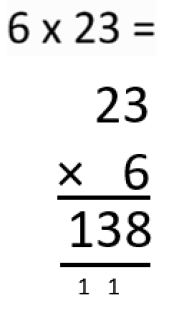 6 x 23 =
23
× 6
138
1 1